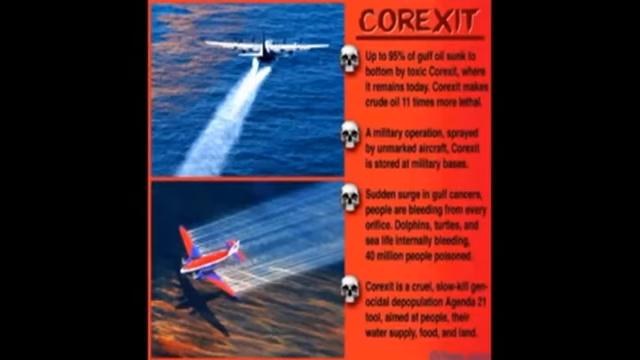 COREXIT
Up to 95% of gulf oil sunk to
bottom by toxic Corexit, where
it remains today. Corexit makes
crude oil 11 times more lethal.
A military operation, sprayed
by unmarked aircraft, Corexit
is stored at military bases.
Sudden surge in gulf cancers,
people are bleeding from every
orifice. Dolphins, turtles, and
sea life internally bleeding,
40 million people poisoned.
Corexit is a cruel, slow-kill gen-
ocidal depopulation Agenda 21
tool, aimed at people, their
water supply, food, and land.